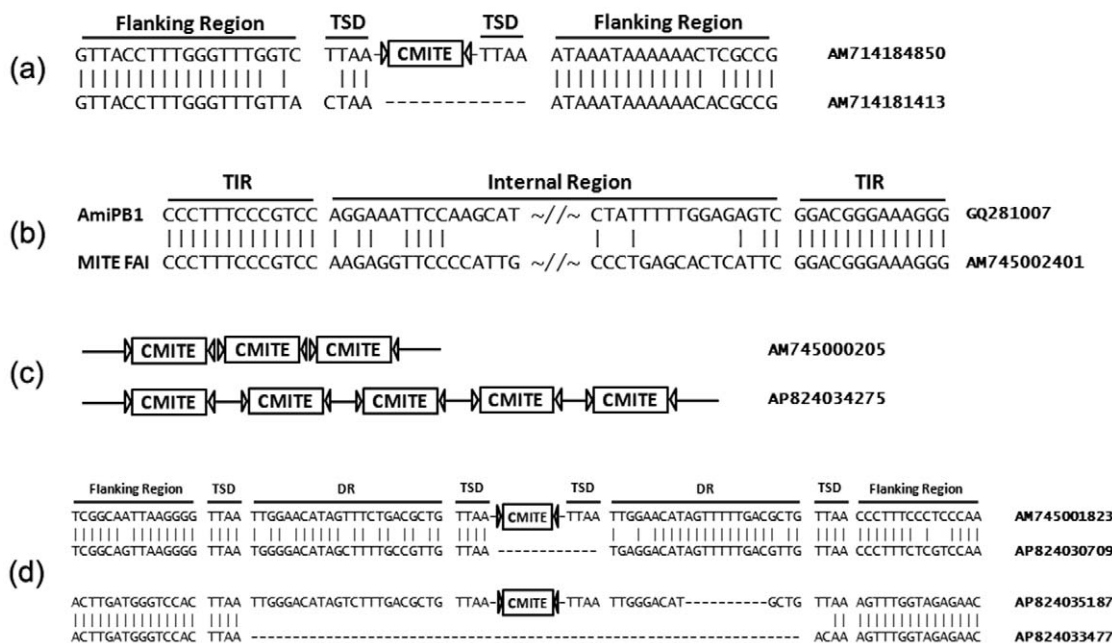 Flanking Region TSD TSD Flanking Region
(a)
GTTACCTTTGGGTTTGGTC TTAA CMITE TTAA ATAAATAAAAAACTCGCCG AM714184850
GTTACCTTTGGGTTTGTTA CTAA ------------ ATAAATAAAAAACACGCCG AM714181413
TIR Internal Region TIR
(b)
AmiPB1 CCCTTTCCCGTCC AGGAAATTCCAAGCAT ~//~ CTATTTTTGGAGAGTC GGACGGGAAAGGG GQ281007
MITE FAI CCCTTTCCCGTCC AAGAGGTTCCCCATTG ~//~ CCCTGAGCACTCATTC GGACGGGAAAGGG AM745002401
(c)
CMITE CMITE CMITE AM745000205
CMITE CMITE CMITE CMITE CMITE AP824034275
(d)
Flanking Region TSD DR TSD TSD DR TSD Flanking Region
TCGGCAATTAAGGGG TTAA TTGGAACATAGTTTCTGACGCTG TTAA CMITE TTAA TTGGAACATAGTTTTTGACGCTG TTAA CCCTTTCCCTCCCAA AM745001823
TCGGCAGTTAAGGGG TTAA TGGGGACATAGCTTTTGCCGTTG TTAA ------------ TGAGGACATAGTTTTTGACGTTG TTAA CCCTTTCTCGTCCAA AP824030709
ACTTGATGGGTCCAC TTAA TTGGGACATAGTCTTTGACGCTG TTAA CMITE TTAA TTGGGACAT----------GCTG TTAA AGTTTGGTAGAGAAC AP824035187
ACTTGATGGGTCCAC TTAA ------------------------------------------------------------ ACAA AGTTTGGTAGAGAAC AP824033477